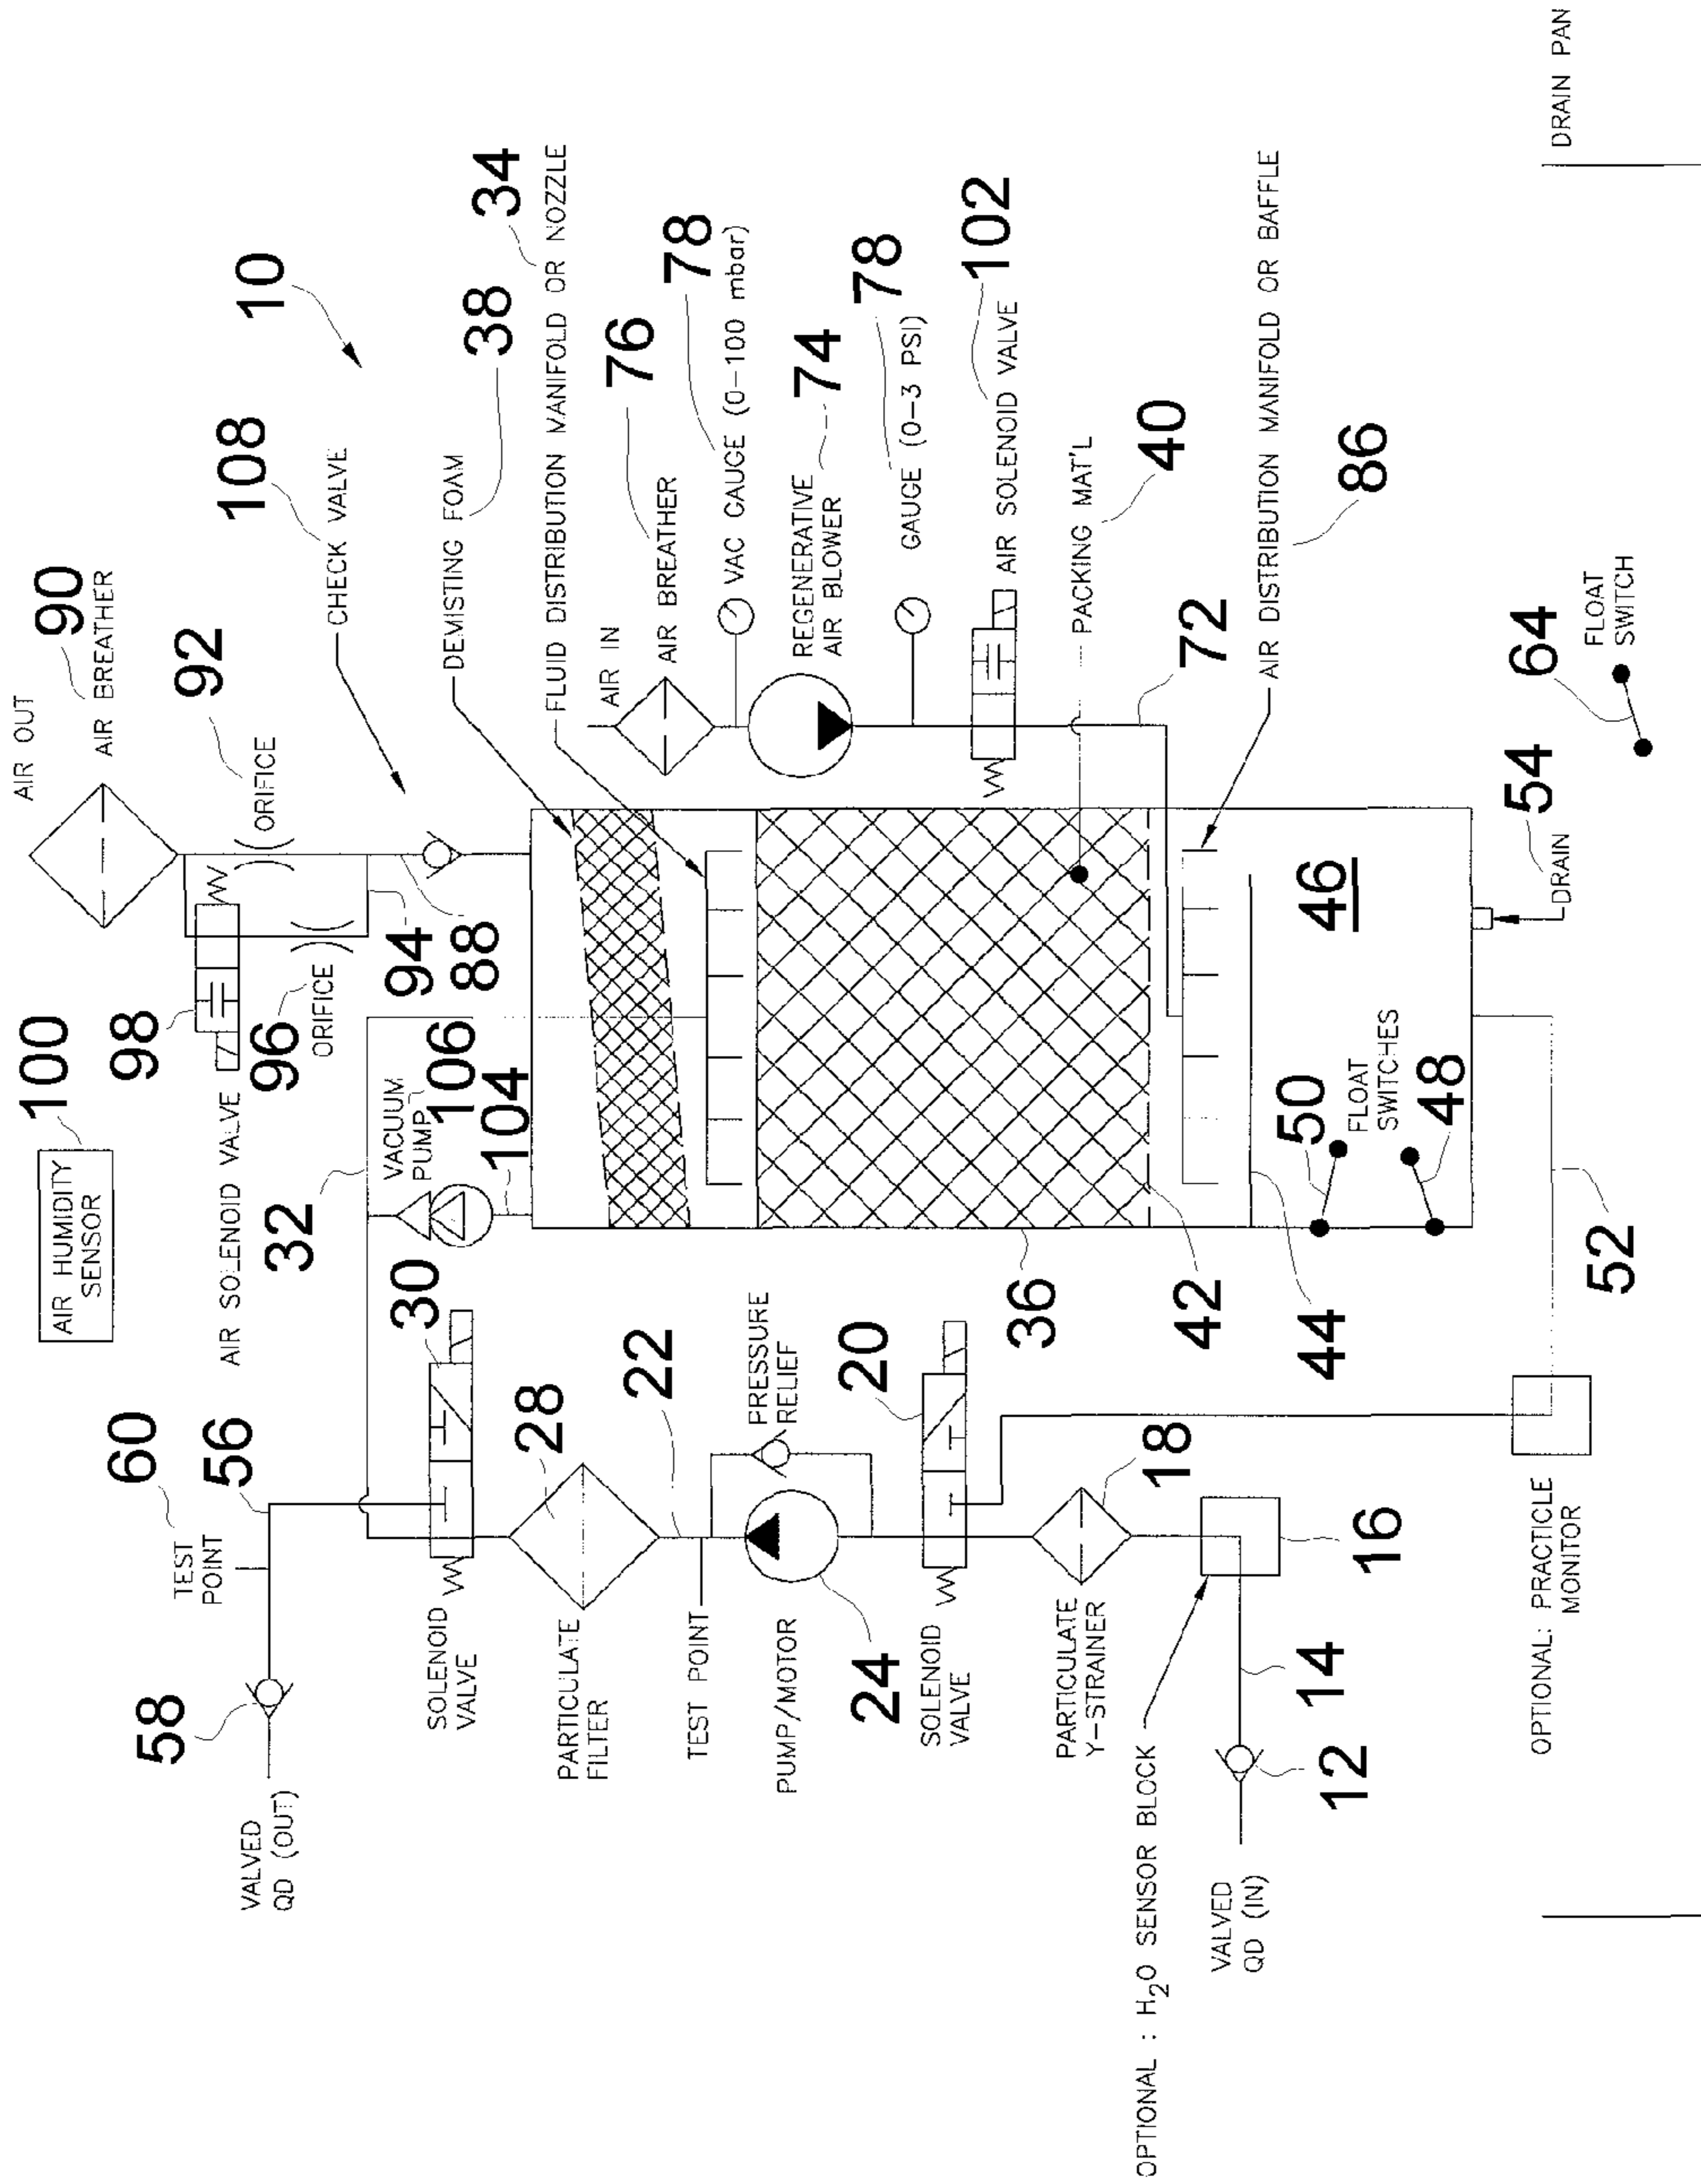 AIR HUMIDITY
SENSOR
100
AIR OUT
90
AIR BREATHER
60
TEST
POINT
56
58
VALVED
QD (OUT)
98
AIR SOLENOID VALVE
92
ORIFICE
96
ORIFICE
108
CHECK VALVE
10
32
VACUUM
PUMP
106
104
94
88
30
SOLENOID
VALVE
DEMISTING FOAM
38
FLUID DISTRIBUTION MANIFOLD OR NOZZLE
34
28
PARTICULATE
FILTER
22
TEST POINT
AIR IN
76
AIR BREATHER
78
VAC GAUGE (0-100 mbar)
PRESSURE
RELIEF
PUMP/MOTOR
24
REGENERATIVE
AIR BLOWER
74
78
GAUGE (0-3 PSI)
20
SOLENOID
VALVE
102
AIR SOLENOID VALVE
36
PARTICULATE
Y-STRAINER
18
PACKING MAT'L
40
42
72
OPTIONAL : H2O SENSOR BLOCK
16
44
AIR DISTRIBUTION MANIFOLD OR BAFFLE
86
VALVED
QD (IN)
12
14
46
50
FLOAT
SWITCHES
48
54
DRAIN
52
OPTIONAL: PRACTICLE
MONITOR
64
FLOAT
SWITCH
DRAIN PAN